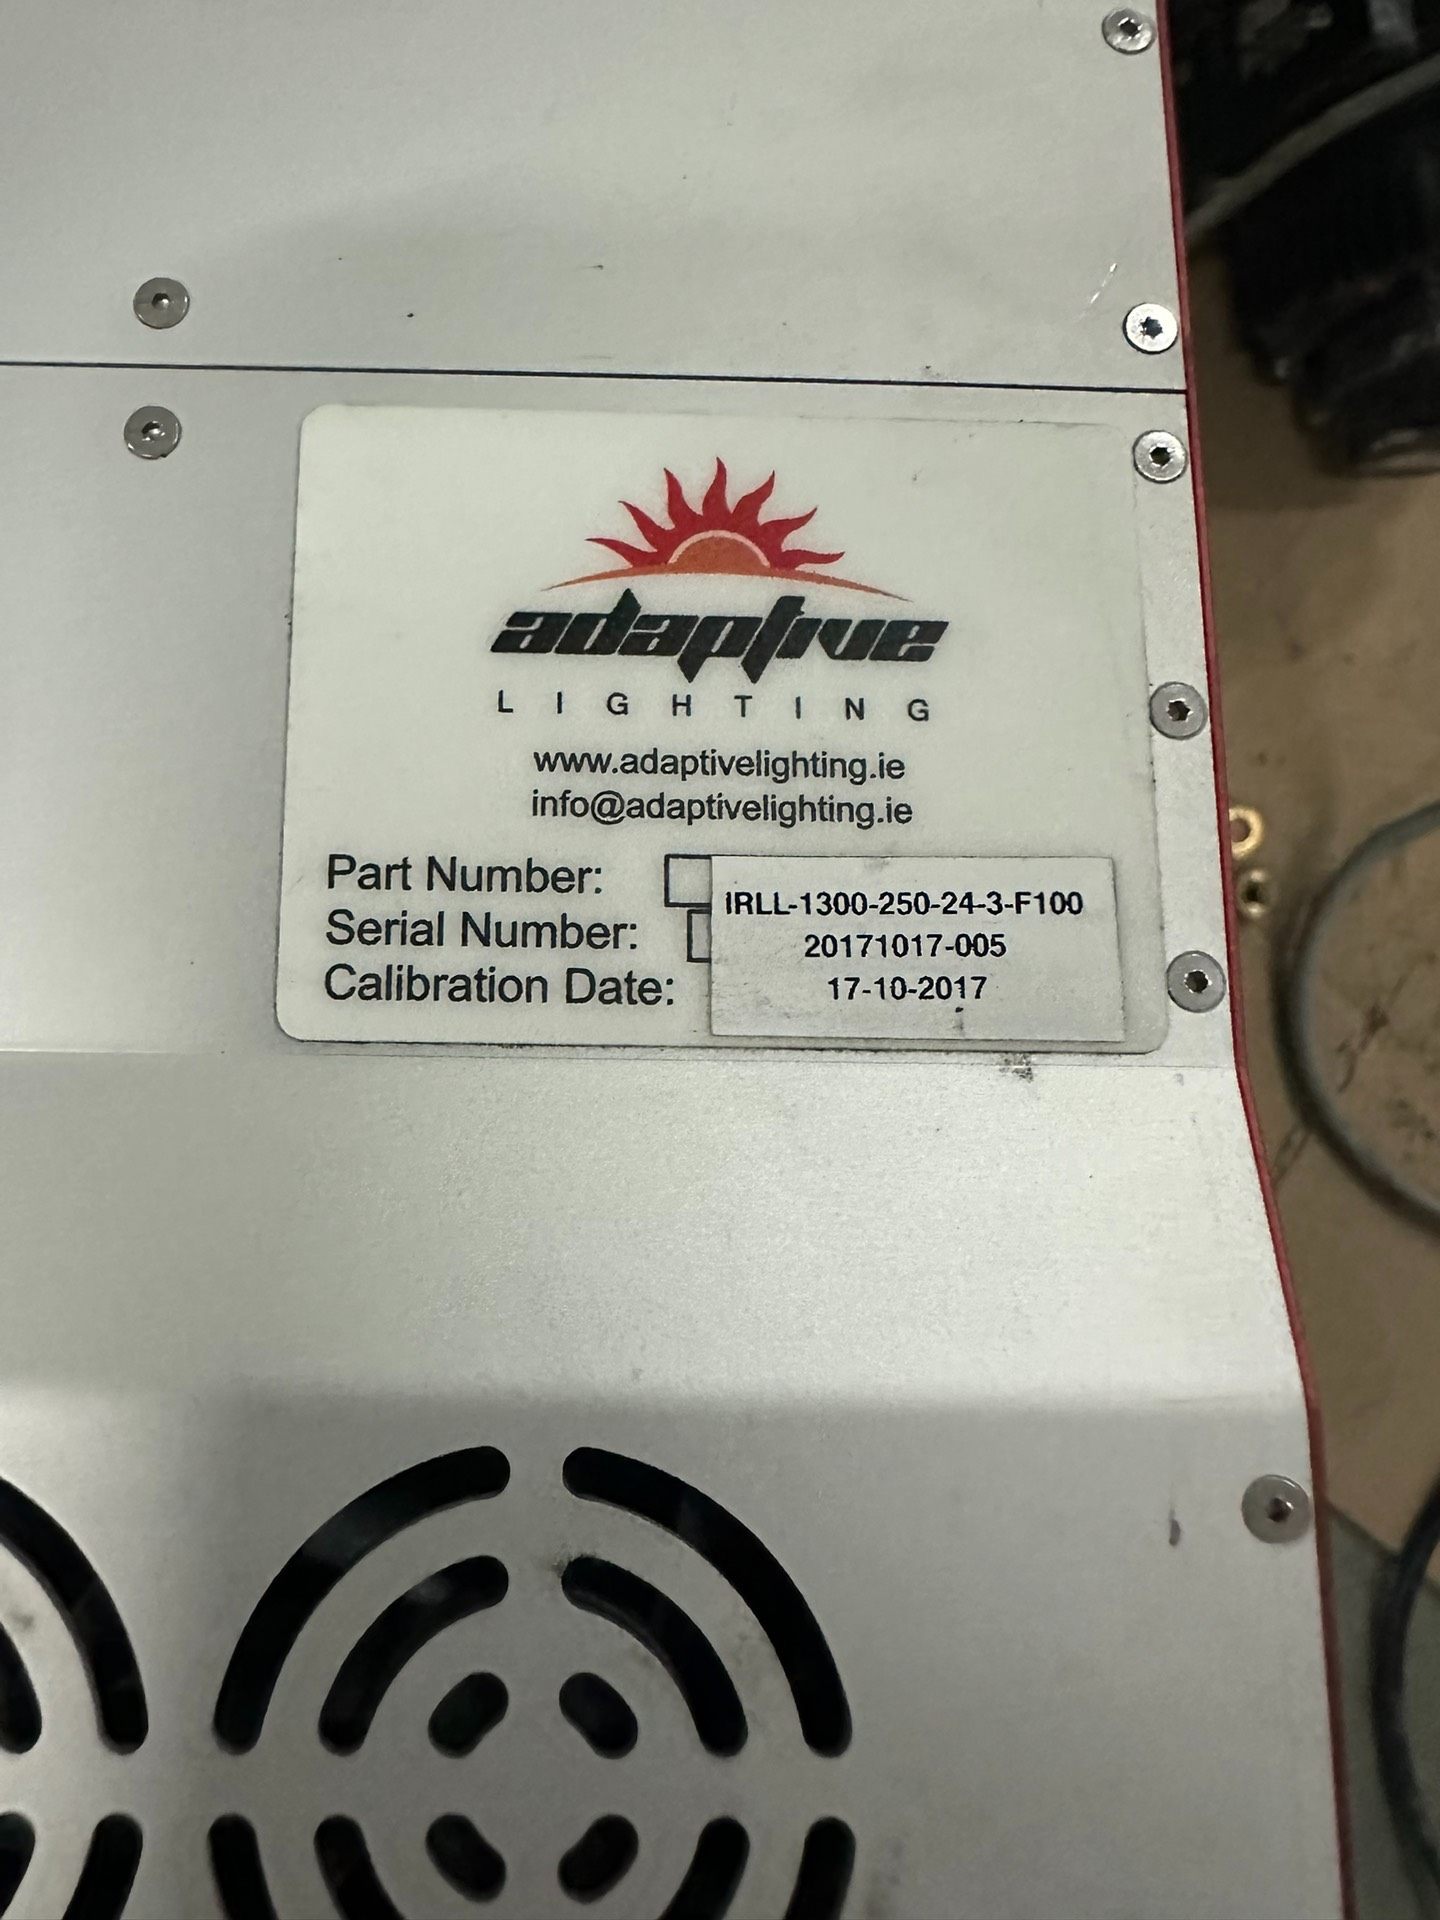 adaptive
LIGHTING
www.adaptivelighting.ie
info@adaptivelighting.ie
Part Number: IRLL-1300-250-24-3-F100
Serial Number: 20171017-005
Calibration Date: 17-10-2017